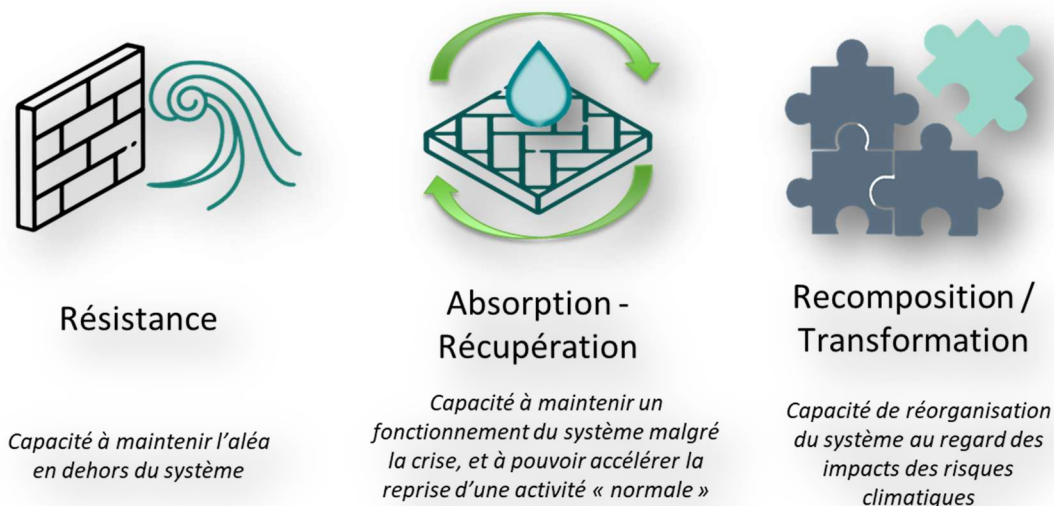 Résistance
Capacité à maintenir l’aléa
en dehors du système
Absorption -
Récupération
Capacité à maintenir un
fonctionnement du système malgré
la crise, et à pouvoir accélérer la
reprise d’une activité « normale »
Recomposition /
Transformation
Capacité de réorganisation
du système au regard des
impacts des risques
climatiques